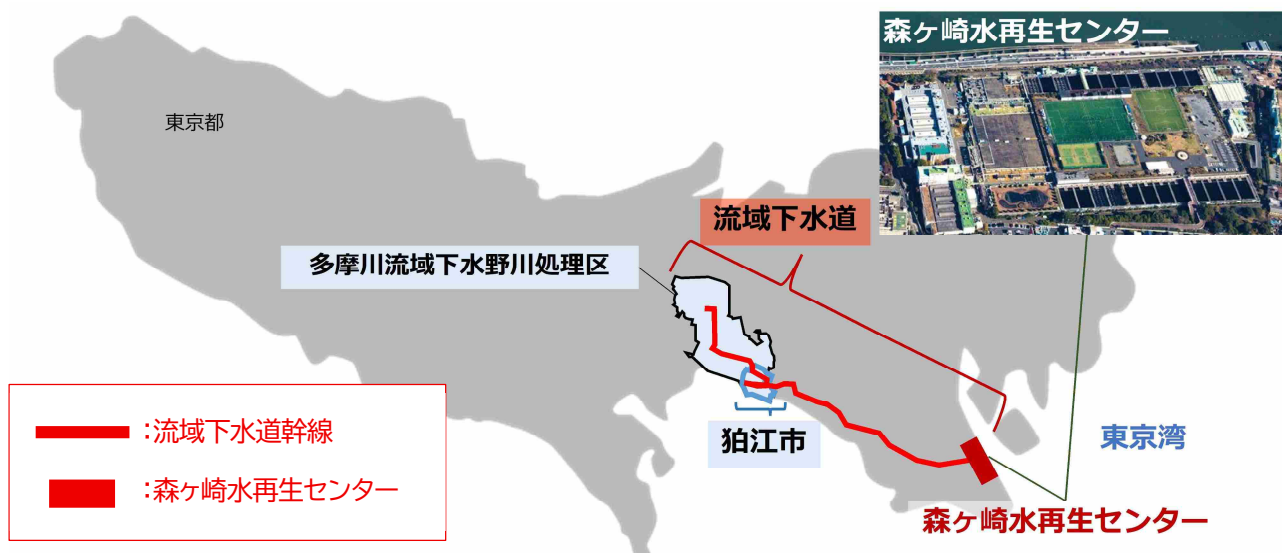 森ヶ崎水再生センター
東京都
流域下水道
多摩川流域下水野川処理区
狛江市
東京湾
:流域下水道幹線
:森ヶ崎水再生センター
森ヶ崎水再生センター